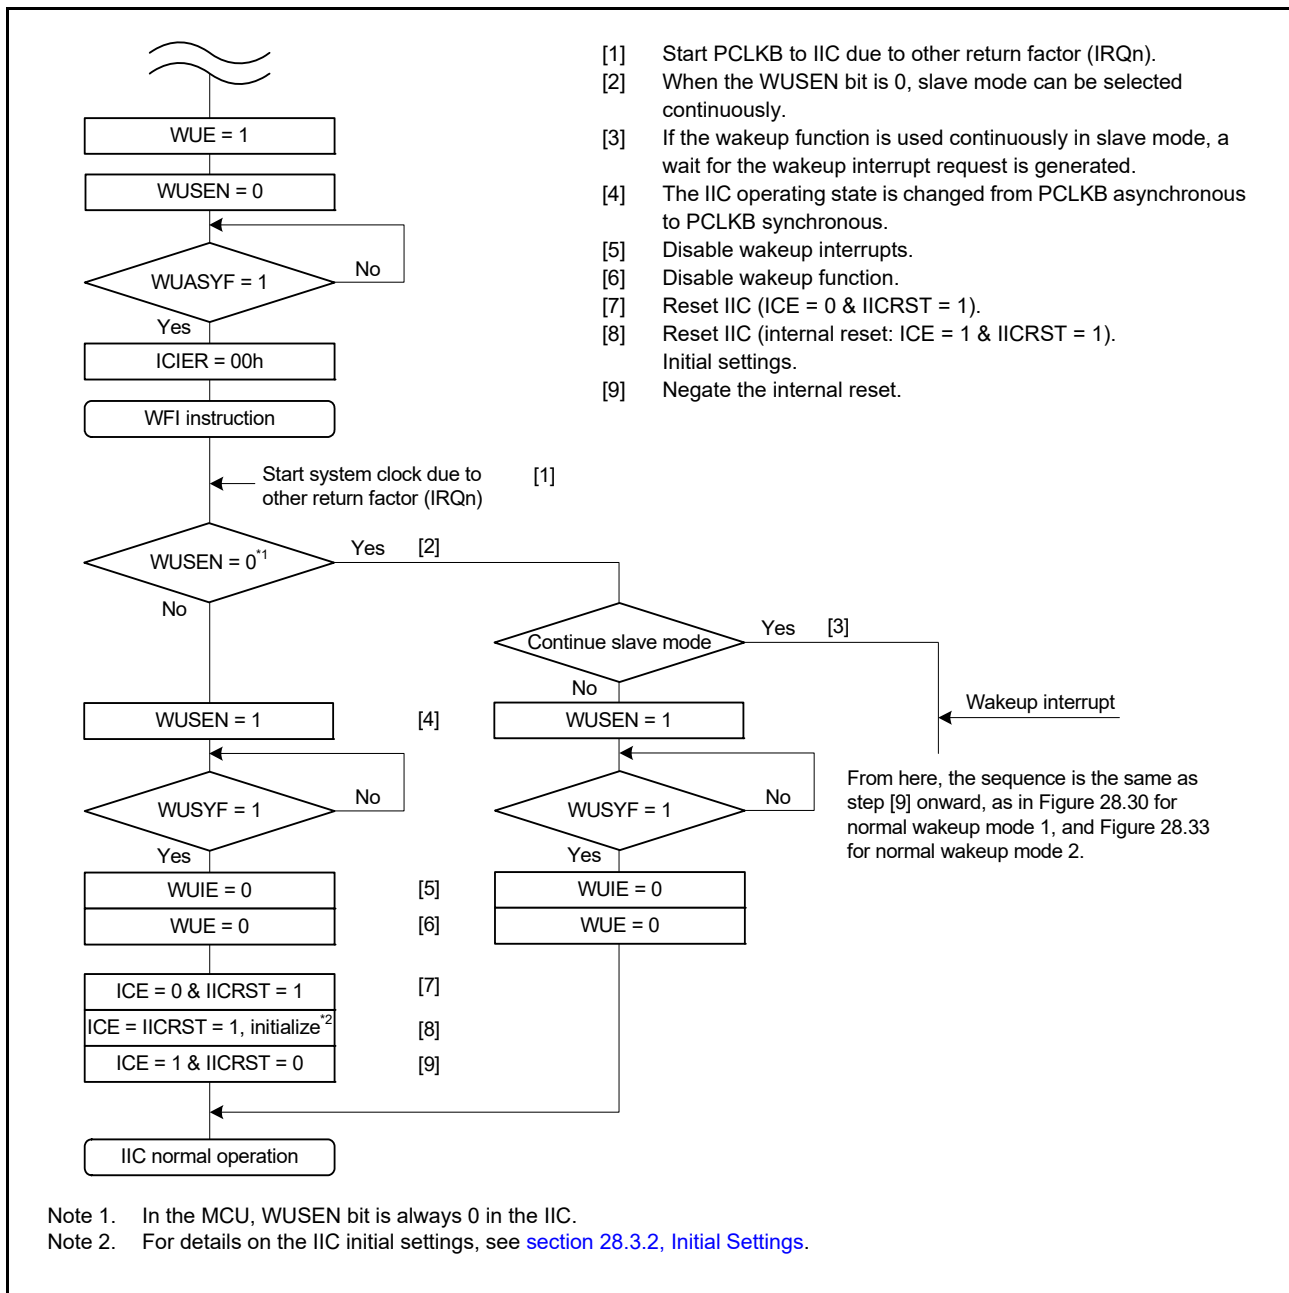 [1] Start PCLKB to IIC due to other return factor (IRQn).
[2] When the WUSEN bit is 0, slave mode can be selected
continuously.
[3] If the wakeup function is used continuously in slave mode, a
wait for the wakeup interrupt request is generated.
[4] The IIC operating state is changed from PCLKB asynchronous
to PCLKB synchronous.
[5] Disable wakeup interrupts.
[6] Disable wakeup function.
[7] Reset IIC (ICE = 0 & IICRST = 1).
[8] Reset IIC (internal reset: ICE = 1 & IICRST = 1).
Initial settings.
[9] Negate the internal reset.
WUE = 1
WUSEN = 0
WUASYF = 1
No
Yes
ICIER = 00h
WFI instruction
Start system clock due to [1]
other return factor (IRQn)
WUSEN = 0*1
Yes [2]
No
Continue slave mode
Yes [3]
No
Wakeup interrupt
From here, the sequence is the same as
step [9] onward, as in Figure 28.30 for
normal wakeup mode 1, and Figure 28.33
for normal wakeup mode 2.
WUSEN = 1 [4]
WUSYF = 1
No
Yes
WUIE = 0 [5]
WUE = 0 [6]
WUSEN = 1
WUSYF = 1
No
Yes
WUIE = 0
WUE = 0
ICE = 0 & IICRST = 1 [7]
ICE = IICRST = 1, initialize*2 [8]
ICE = 1 & IICRST = 0 [9]
IIC normal operation
Note 1. In the MCU, WUSEN bit is always 0 in the IIC.
Note 2. For details on the IIC initial settings, see section 28.3.2, Initial Settings.